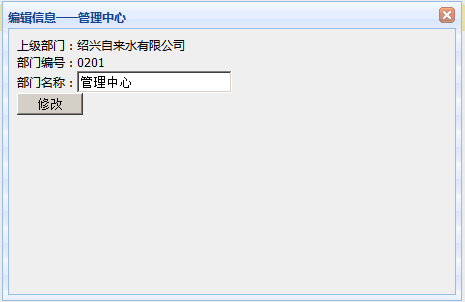 编辑信息——管理中心
上级部门：绍兴自来水有限公司
部门编号：0201
部门名称：管理中心
修改